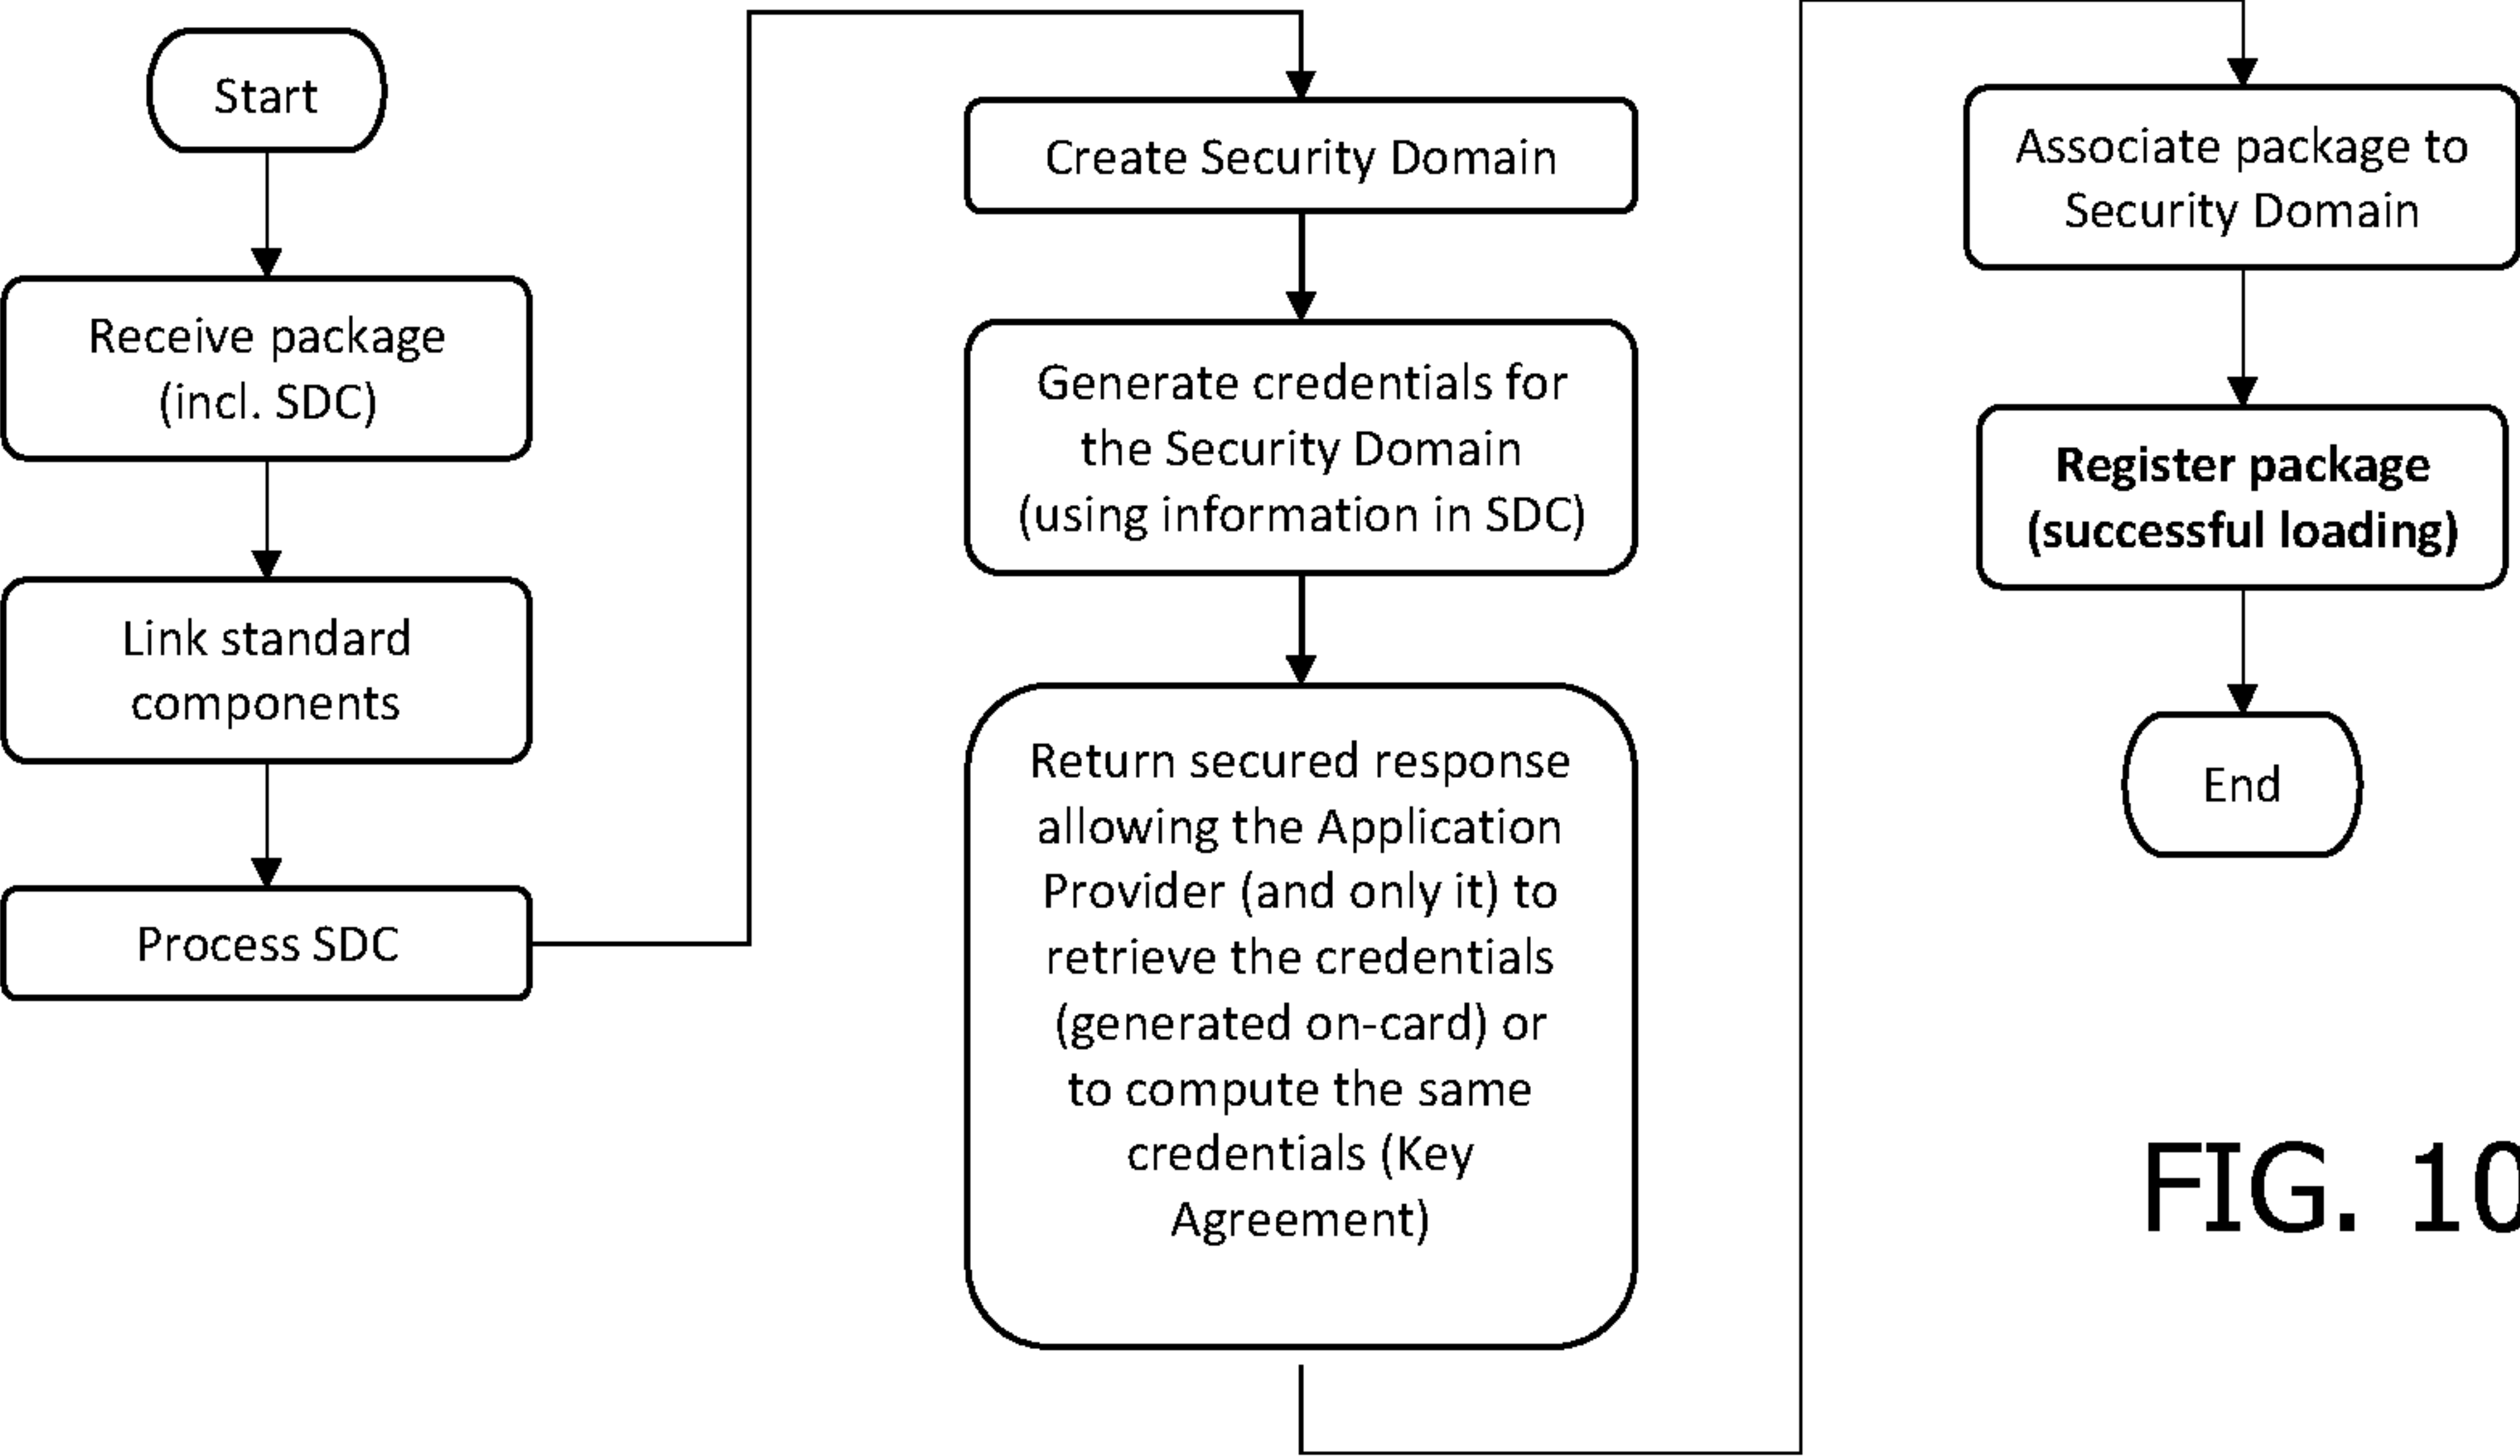 Start
Receive package
(incl. SDC)
Link standard
components
Process SDC
Create Security Domain
Generate credentials for
the Security Domain
(using information in SDC)
Return secured response
allowing the Application
Provider (and only it) to
retrieve the credentials
(generated on-card) or
to compute the same
credentials (Key
Agreement)
Associate package to
Security Domain
Register package
(successful loading)
End
FIG. 10